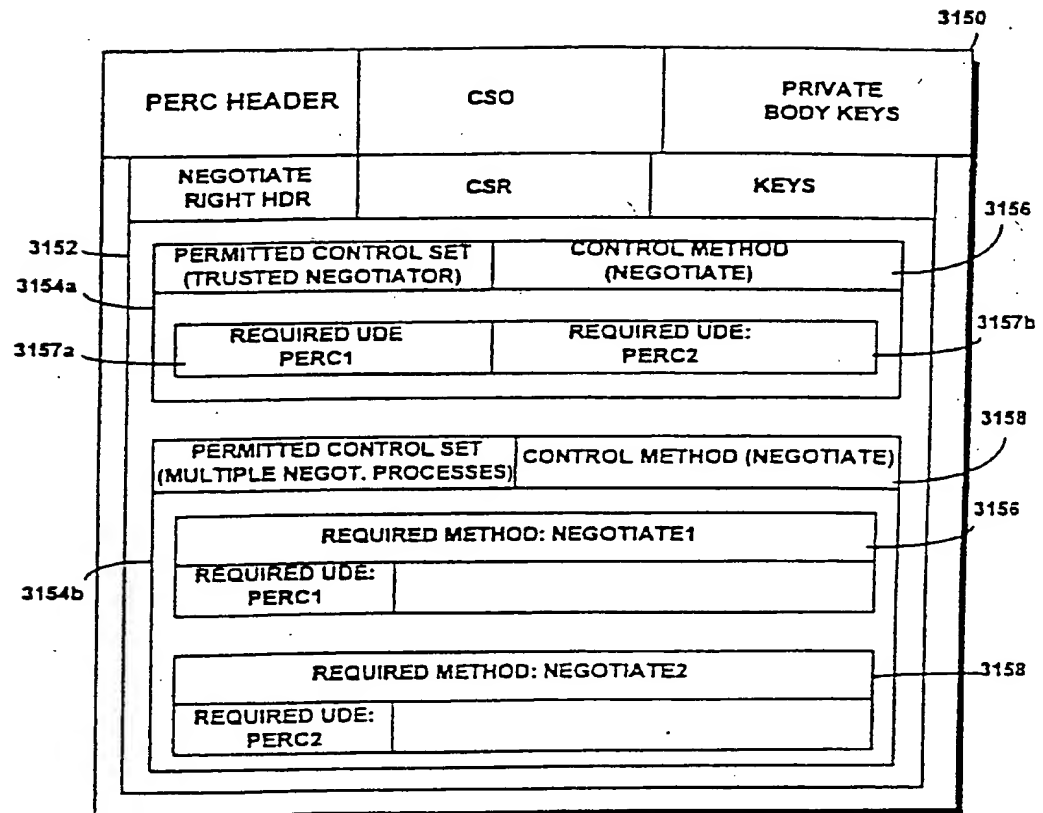 3150
PERC HEADER
CSO
PRIVATE
BODY KEYS
NEGOTIATE
RIGHT HDR
CSR
KEYS
3152
3156
PERMITTED CONTROL SET
(TRUSTED NEGOTIATOR)
CONTROL METHOD
(NEGOTIATE)
3154a
REQUIRED UDE
PERC1
REQUIRED UDE:
PERC2
3157a
3157b
3158
PERMITTED CONTROL SET
(MULTIPLE NEGOT. PROCESSES)
CONTROL METHOD (NEGOTIATE)
3156
REQUIRED METHOD: NEGOTIATE1
REQUIRED UDE:
PERC1
3154b
REQUIRED METHOD: NEGOTIATE2
3158
REQUIRED UDE:
PERC2